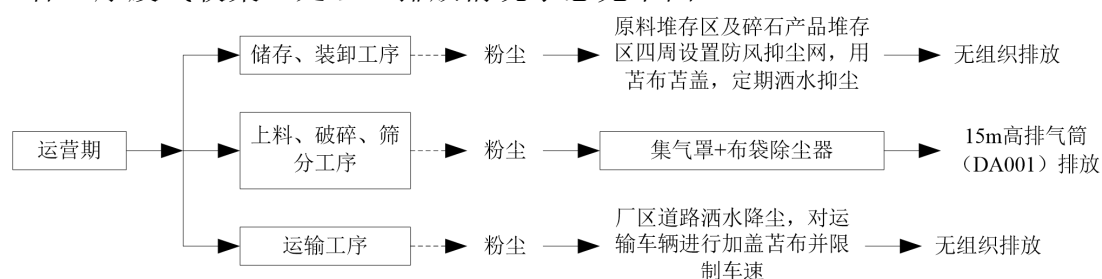 储存、装卸工序
粉尘
原料堆存区及碎石产品堆存
区四周设置防风抑尘网，用
苫布苫盖，定期洒水抑尘
无组织排放
运营期
上料、破碎、筛
分工序
粉尘
集气罩+布袋除尘器
15m高排气筒
（DA001）排放
运输工序
粉尘
厂区道路洒水降尘，对运
输车辆进行加盖苫布并限
制车速
无组织排放